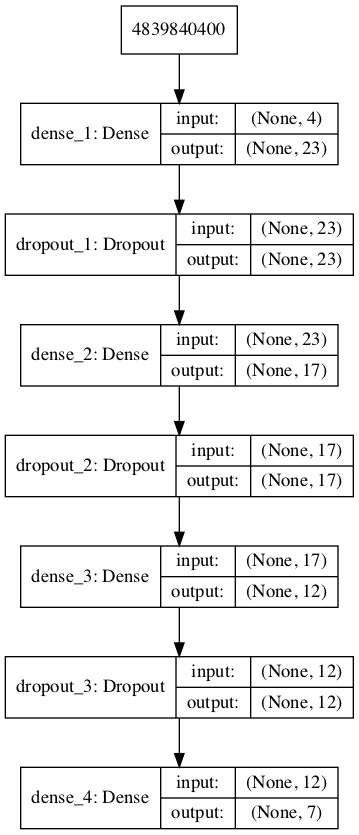 4839840400
dense_1: Dense input: (None, 4)
output: (None, 23)
dropout_1: Dropout input: (None, 23)
output: (None, 23)
dense_2: Dense input: (None, 23)
output: (None, 17)
dropout_2: Dropout input: (None, 17)
output: (None, 17)
dense_3: Dense input: (None, 17)
output: (None, 12)
dropout_3: Dropout input: (None, 12)
output: (None, 12)
dense_4: Dense input: (None, 12)
output: (None, 7)